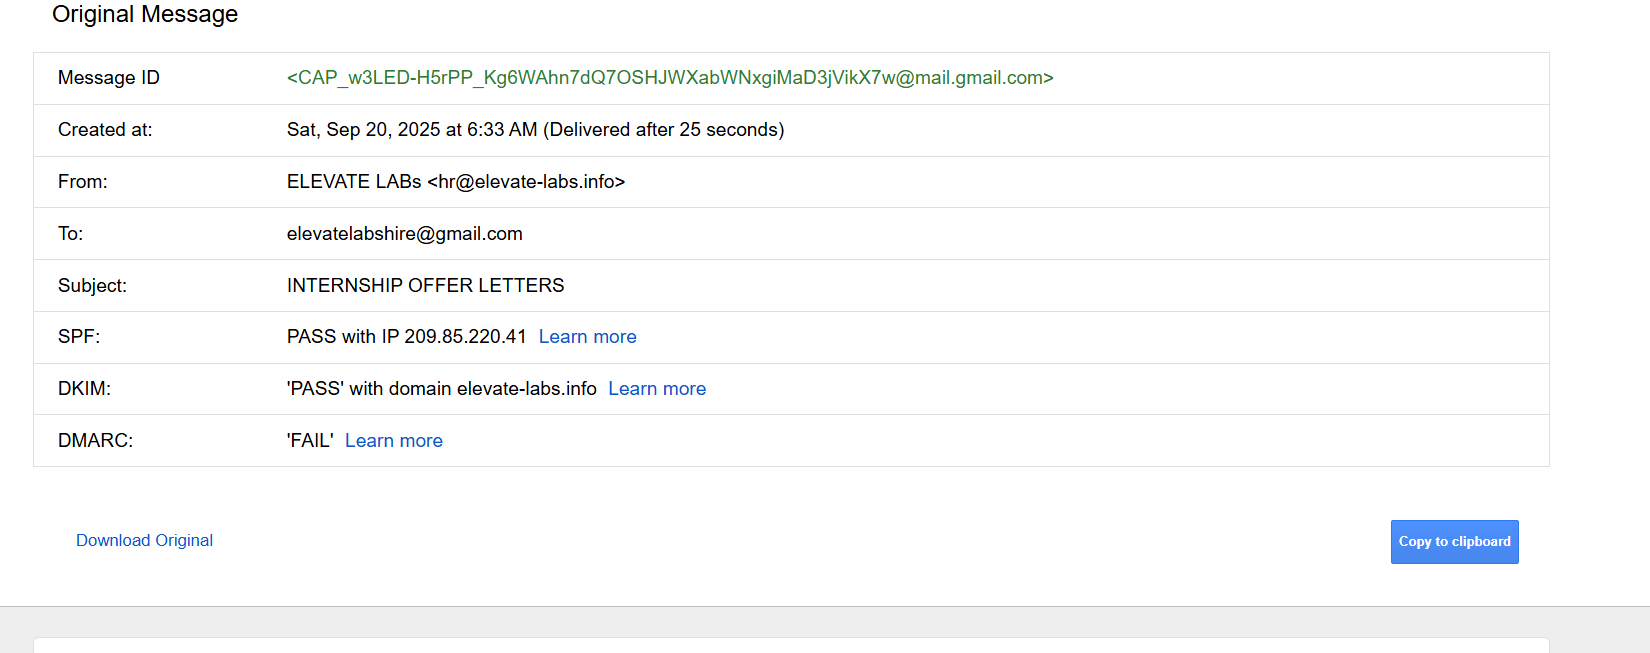 Original Message
Message ID <CAP_w3LED-H5rPP_Kg6WAhn7dQ7OSHJWXabWNxgiMaD3jVikX7w@mail.gmail.com>
Created at: Sat, Sep 20, 2025 at 6:33 AM (Delivered after 25 seconds)
From: ELEVATE LABs <hr@elevate-labs.info>
To: elevatelabshire@gmail.com
Subject: INTERNSHIP OFFER LETTERS
SPF: PASS with IP 209.85.220.41 Learn more
DKIM: 'PASS' with domain elevate-labs.info Learn more
DMARC: 'FAIL' Learn more
Download Original Copy to clipboard